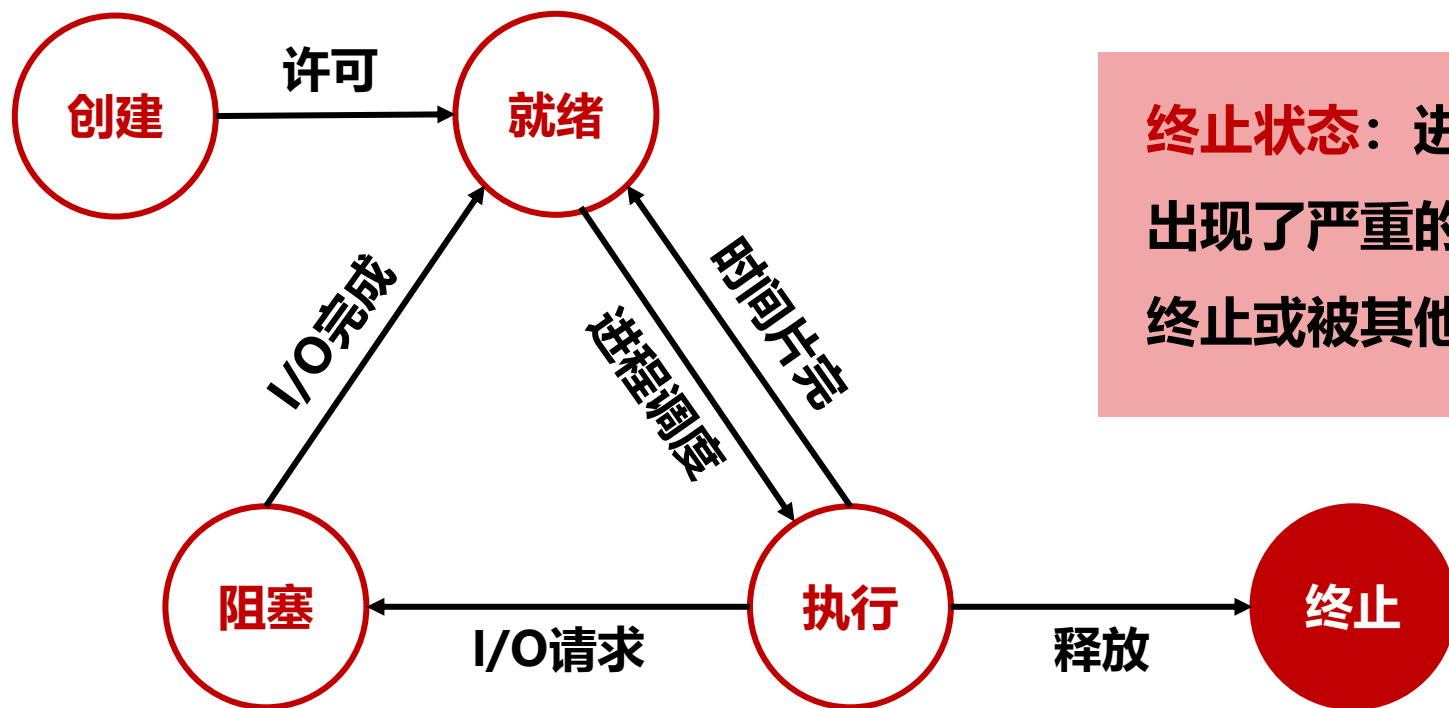 创建
许可
就绪
终止状态：进
出现了严重的
终止或被其他
I/O完成
进程调度
时间片完
阻塞
I/O请求
执行
释放
终止